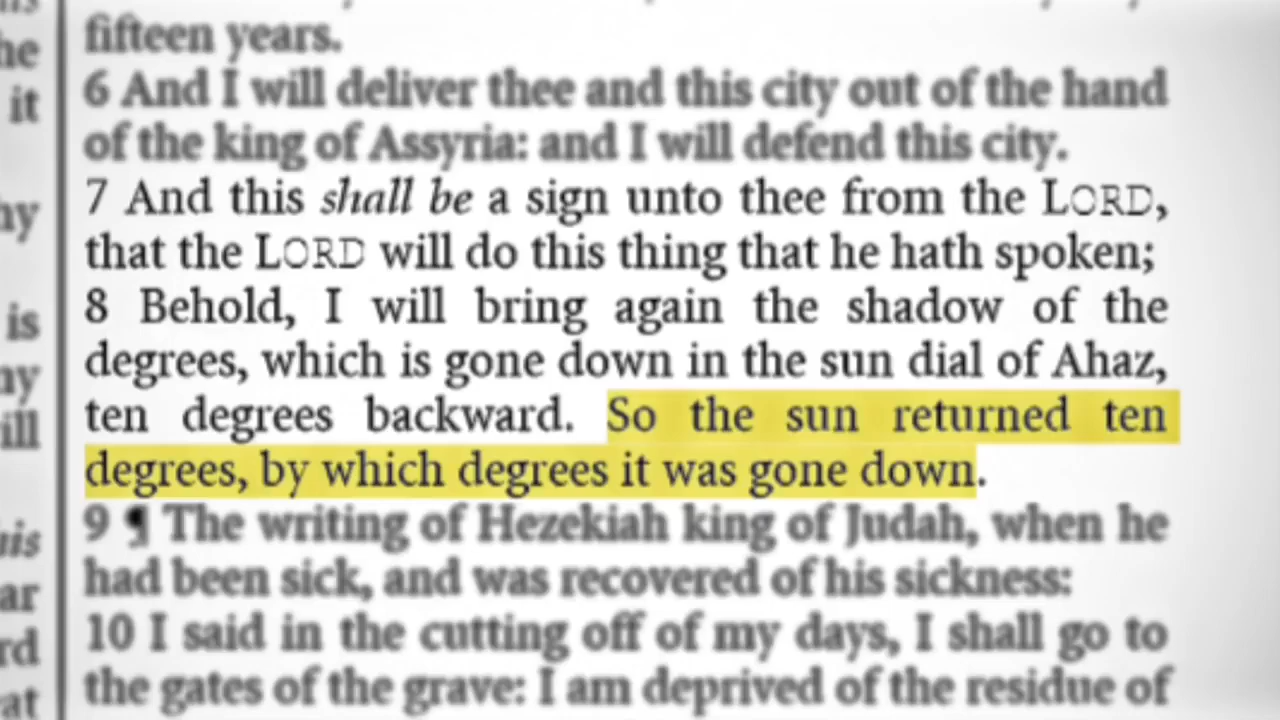 fifteen years.
he
6 And I will deliver thee and this city out of the hand
it
of the king of Assyria: and I will defend this city.
7 And this shall be a sign unto thee from the LORD,
that the LORD will do this thing that he hath spoken;
8 Behold, I will bring again the shadow of the
is
degrees, which is gone down in the sun dial of Ahaz,
ten degrees backward. So the sun returned ten
degrees, by which degrees it was gone down.
9 ¶ The writing of Hezekiah king of Judah, when he
had been sick, and was recovered of his sickness:
10 I said in the cutting off of my days, I shall go to
the gates of the grave: I am deprived of the residue of